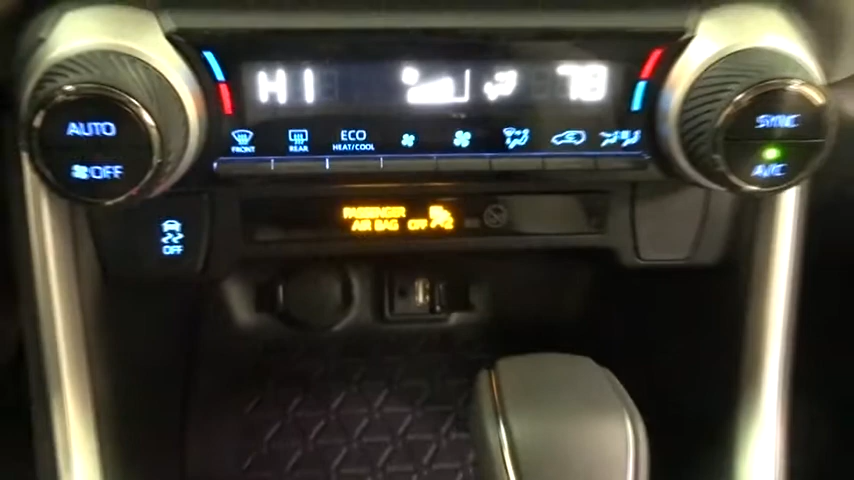 HI 78
AUTO
OFF
FRONT
REAR
ECO
HEAT/COOL
SYNC
A/C
PASSENGER
AIR BAG OFF
OFF